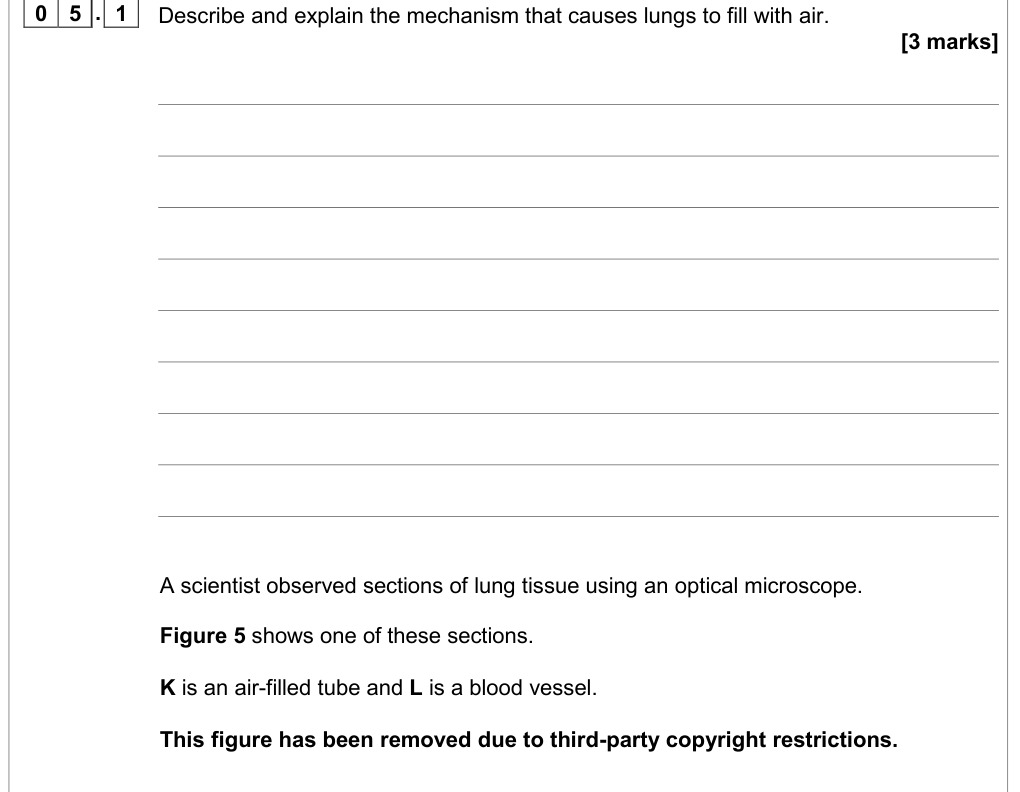 0 5 . 1 Describe and explain the mechanism that causes lungs to fill with air.
[3 marks]
A scientist observed sections of lung tissue using an optical microscope.
Figure 5 shows one of these sections.
K is an air-filled tube and L is a blood vessel.
This figure has been removed due to third-party copyright restrictions.